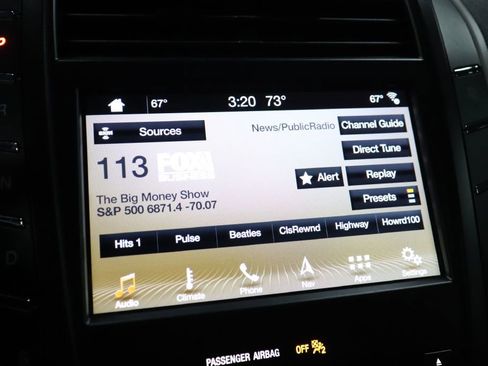 67° 3:20 73° 67°
Sources
News/PublicRadio
Channel Guide
113 FOX BUSINESS
Direct Tune
Alert
Replay
The Big Money Show
S&P 500 6871.4 -70.07
Presets
Hits 1 Pulse Beatles ClsRewnd Highway Howrd100
Audio Climate Phone Nav Apps Settings
PASSENGER AIRBAG OFF 2
D